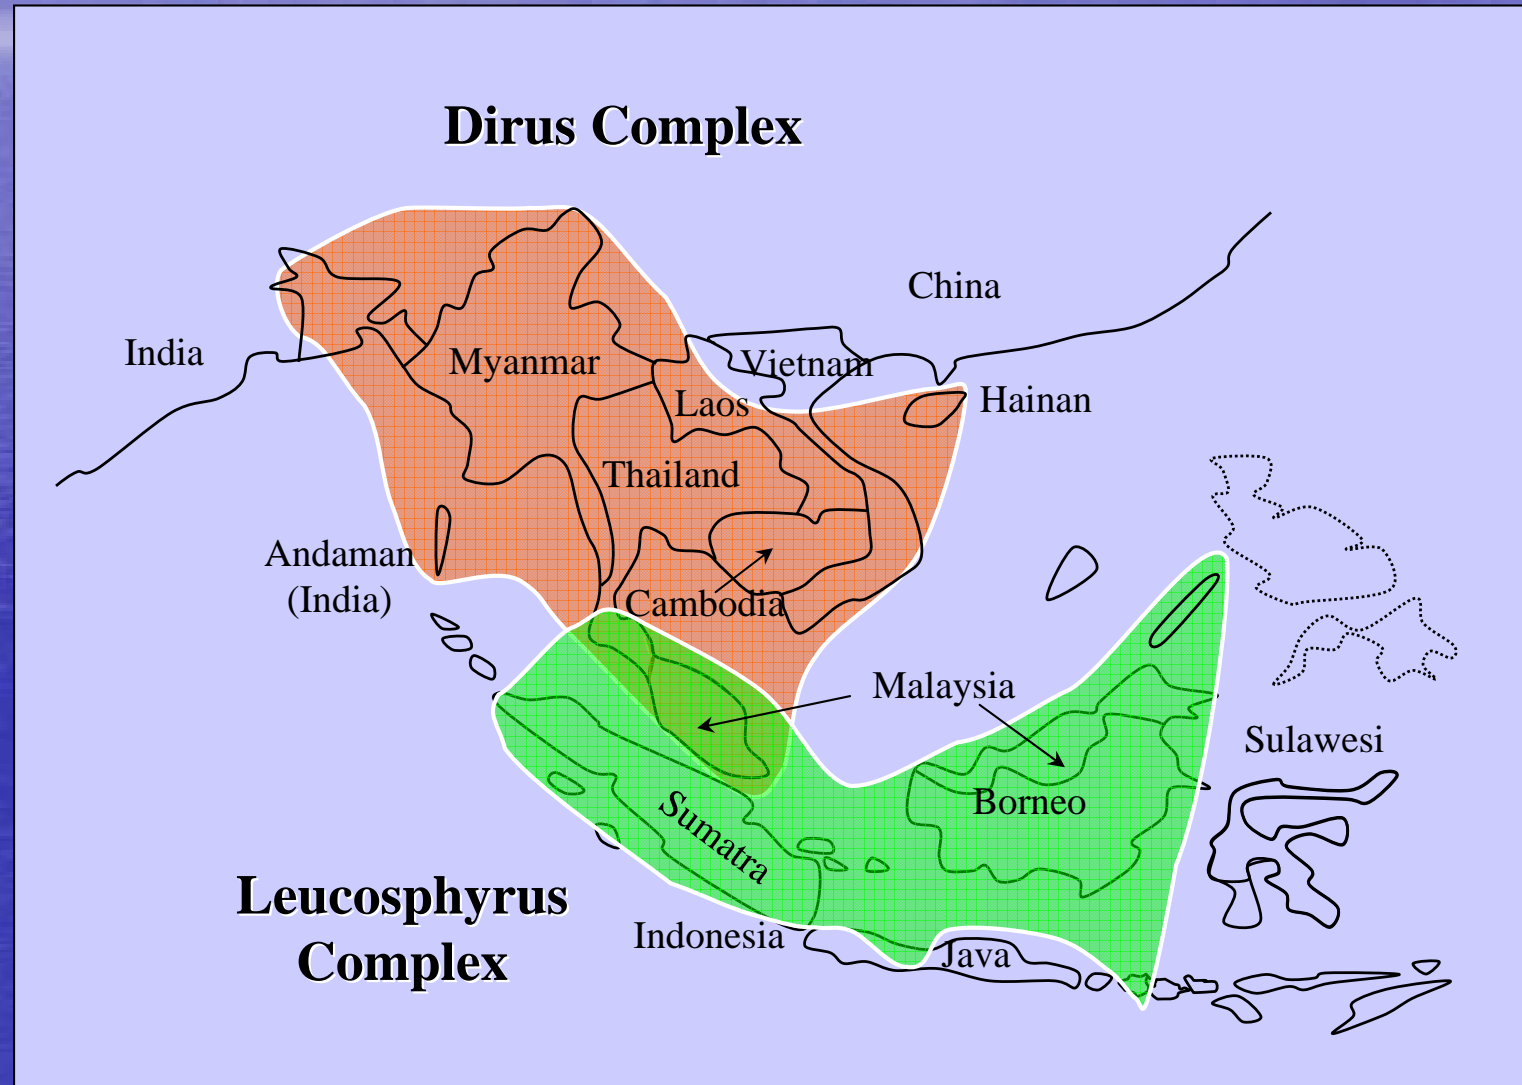 Dirus Complex
China
India
Myanmar
Vietnam
Laos
Hainan
Thailand
Andaman
(India)
Cambodia
Malaysia
Sulawesi
Borneo
Sumatra
Leucosphyrus
Complex
Indonesia
Java